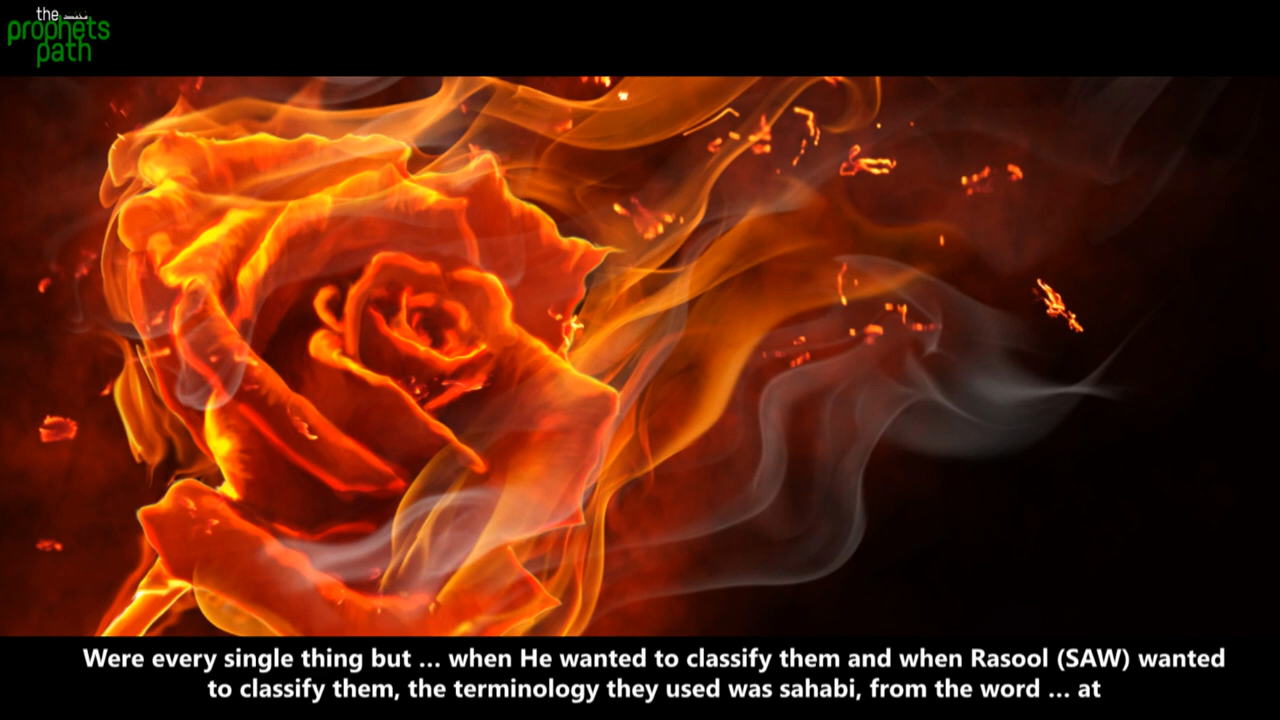 the
prophets
path
Were every single thing but ... when He wanted to classify them and when Rasool (SAW) wanted
to classify them, the terminology they used was sahabi, from the word ... at